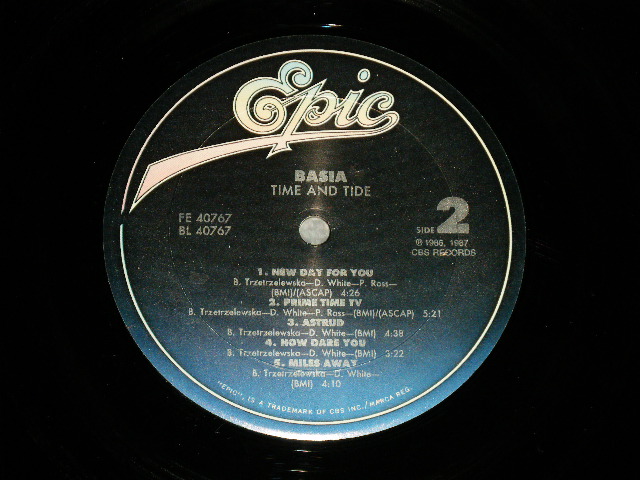 Epic
BASIA
TIME AND TIDE
FE 40767
BL 40767
SIDE 2
℗ 1986, 1987
CBS RECORDS
1. NEW DAY FOR YOU
B. Trzetrzelewska—D. White—P. Ross—
(BMI)/(ASCAP) 4:26
2. PRIME TIME TV
B. Trzetrzelewska—D. White—P. Ross—(BMI)/(ASCAP) 5:21
3. ASTRUD
B. Trzetrzelewska—D. White—(BMI) 4:38
4. HOW DARE YOU
B. Trzetrzelewska—D. White—(BMI) 3:22
5. MILES AWAY
B. Trzetrzelewska—D. White—
(BMI) 4:10
"EPIC", IS A TRADEMARK OF CBS INC./MARCA REG.